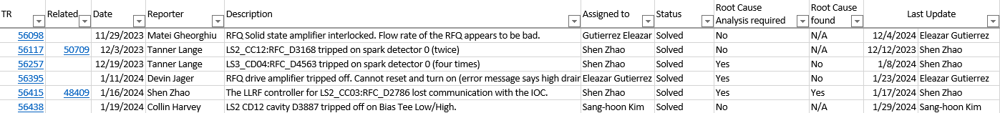 TR Related Date Reporter Description Assigned to Status Root Cause Analysis required Root Cause found Last Update
56098 11/29/2023 Matei Gheorghiu RFQ Solid state amplifier interlocked. Flow rate of the RFQ appears to be bad. Gutierrez Eleazar Solved No N/A 12/4/2024 Eleazar Gutierrez
56117 50709 12/3/2023 Tanner Lange LS2_CC12:RFC_D3168 tripped on spark detector 0 (twice) Shen Zhao Solved No N/A 12/12/2023 Shen Zhao
56257 12/19/2023 Tanner Lange LS3_CD04:RFC_D4563 tripped on spark detector 0 (four times) Shen Zhao Solved Yes No 1/8/2024 Shen Zhao
56395 1/11/2024 Devin Jager RFQ drive amplifier tripped off. Cannot reset and turn on (error message says high drain Eleazar Gutierrez Solved Yes No 1/23/2024 Eleazar Gutierrez
56415 48409 1/16/2024 Shen Zhao The LLRF controller for LS2_CC03:RFC_D2786 lost communication with the IOC. Shen Zhao Solved Yes Yes 1/17/2024 Shen Zhao
56438 1/19/2024 Collin Harvey LS2 CD12 cavity D3887 tripped off on Bias Tee Low/High. Sang-hoon Kim Solved No N/A 1/29/2024 Sang-hoon Kim